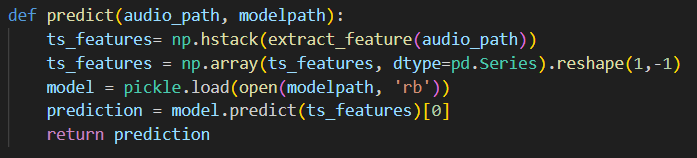 def predict(audio_path, modelpath):
    ts_features= np.hstack(extract_feature(audio_path))
    ts_features = np.array(ts_features, dtype=pd.Series).reshape(1,-1)
    model = pickle.load(open(modelpath, 'rb'))
    prediction = model.predict(ts_features)[0]
    return prediction